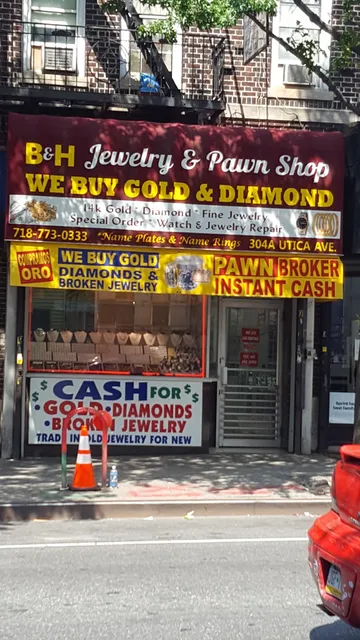 B&H Jewelry & Pawn Shop
WE BUY GOLD & DIAMOND
14k Gold * Diamond * Fine Jewelry
Special Order * Watch & Jewelry Repair
718-773-0333 *Name Plates & Name Rings 304A UTICA AVE.
COMPRAMOS
ORO
WE BUY GOLD
DIAMONDS &
BROKEN JEWELRY
PAWN BROKER
INSTANT CASH
$ CASH FOR $
• GOLD • DIAMONDS
• BROKEN JEWELRY
TRADE IN OLD JEWELRY FOR NEW